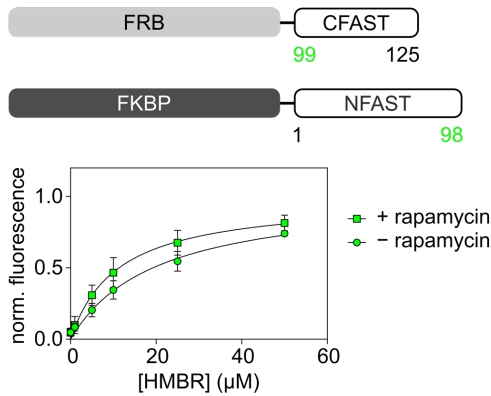 FRB CFAST
99 125
FKBP NFAST
1 98
norm. fluorescence
1.0
0.5
0.0
0 20 40 60
[HMBR] (μM)
+ rapamycin
− rapamycin